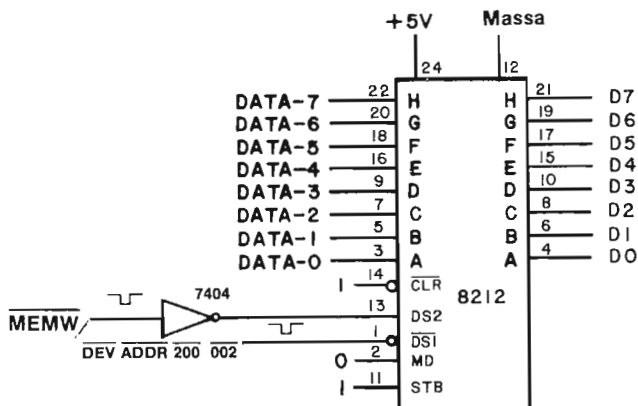 +5V Massa
24 12
DATA-7 22 H H 21 D7
DATA-6 20 G G 19 D6
DATA-5 18 F F 17 D5
DATA-4 16 E E 15 D4
DATA-3 9 D D 10 D3
DATA-2 7 C C 8 D2
DATA-1 5 B B 6 D1
DATA-0 3 A A 4 D0
1 14 CLR
8212
7404
MEMW 13 DS2
DEV ADDR 200 002 1 DS1
0 2 MD
1 11 STB